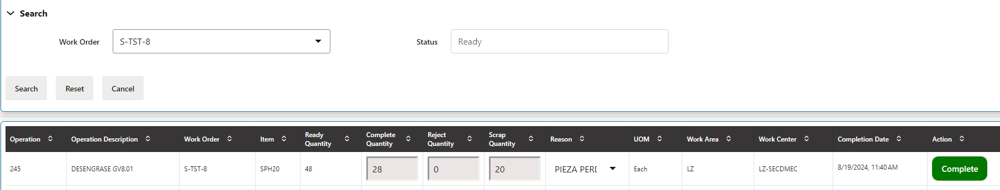 Search
Work Order S-TST-8 Status Ready
Search Reset Cancel
Operation Operation Description Work Order Item Ready Quantity Complete Quantity Reject Quantity Scrap Quantity Reason UOM Work Area Work Center Completion Date Action
245 DESENGRASE GV8.01 S-TST-8 SPH20 48 28 0 20 PIEZA PERD Each LZ LZ-SECDMEC 8/19/2024, 11:40 AM Complete